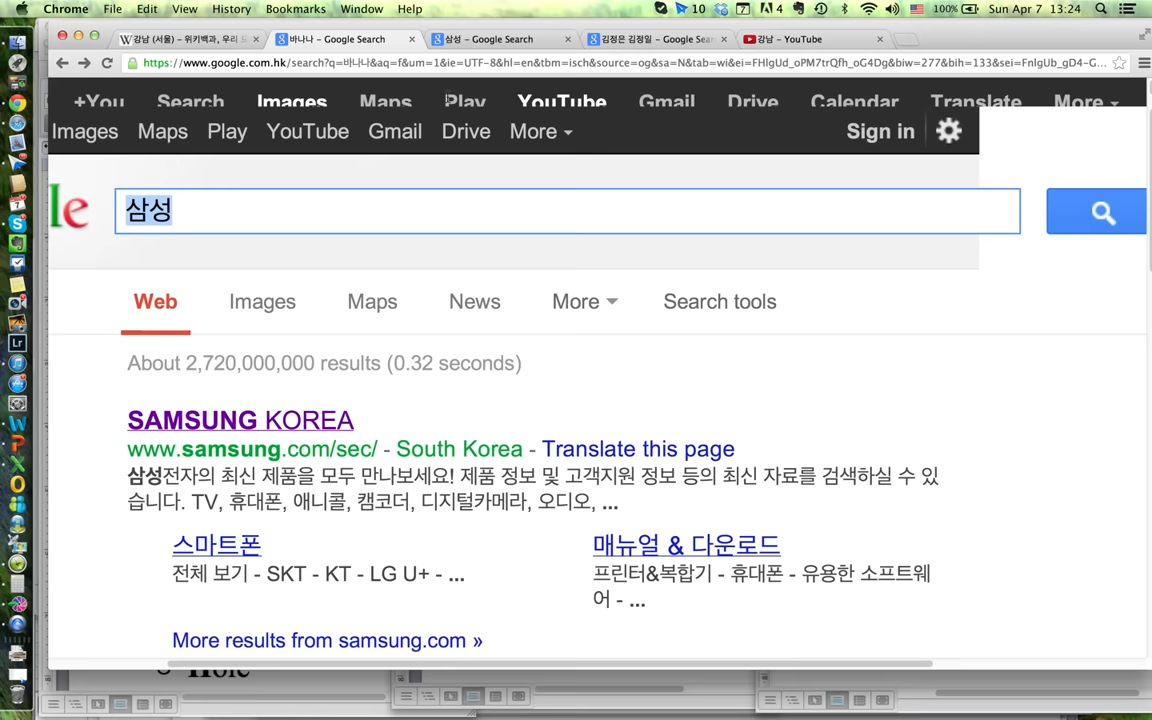 Chrome File Edit View History Bookmarks Window Help 10 7 4 100% Sun Apr 7 13:24
강남 (서울) - 위키백과, 우리 모 바나나 - Google Search 삼성 - Google Search 김정은 김정일 - Google Sea 강남 - YouTube
https://www.google.com.hk/search?q=바나나&aq=f&um=1&ie=UTF-8&hl=en&tbm=isch&source=og&sa=N&tab=wi&ei=FHlgUd_oPM7trQfh_oG4Dg&biw=277&bih=133&sei=FnlgUb_gD4-G...
+You Search Images Maps Play YouTube Gmail Drive Calendar Translate More
Images Maps Play YouTube Gmail Drive More Sign in
le 삼성
Web Images Maps News More Search tools
About 2,720,000,000 results (0.32 seconds)
SAMSUNG KOREA
www.samsung.com/sec/ - South Korea - Translate this page
삼성전자의 최신 제품을 모두 만나보세요! 제품 정보 및 고객지원 정보 등의 최신 자료를 검색하실 수 있
습니다. TV, 휴대폰, 애니콜, 캠코더, 디지털카메라, 오디오, ...
스마트폰 매뉴얼 & 다운로드
전체 보기 - SKT - KT - LG U+ - ... 프린터&복합기 - 휴대폰 - 유용한 소프트웨
어 - ...
More results from samsung.com »